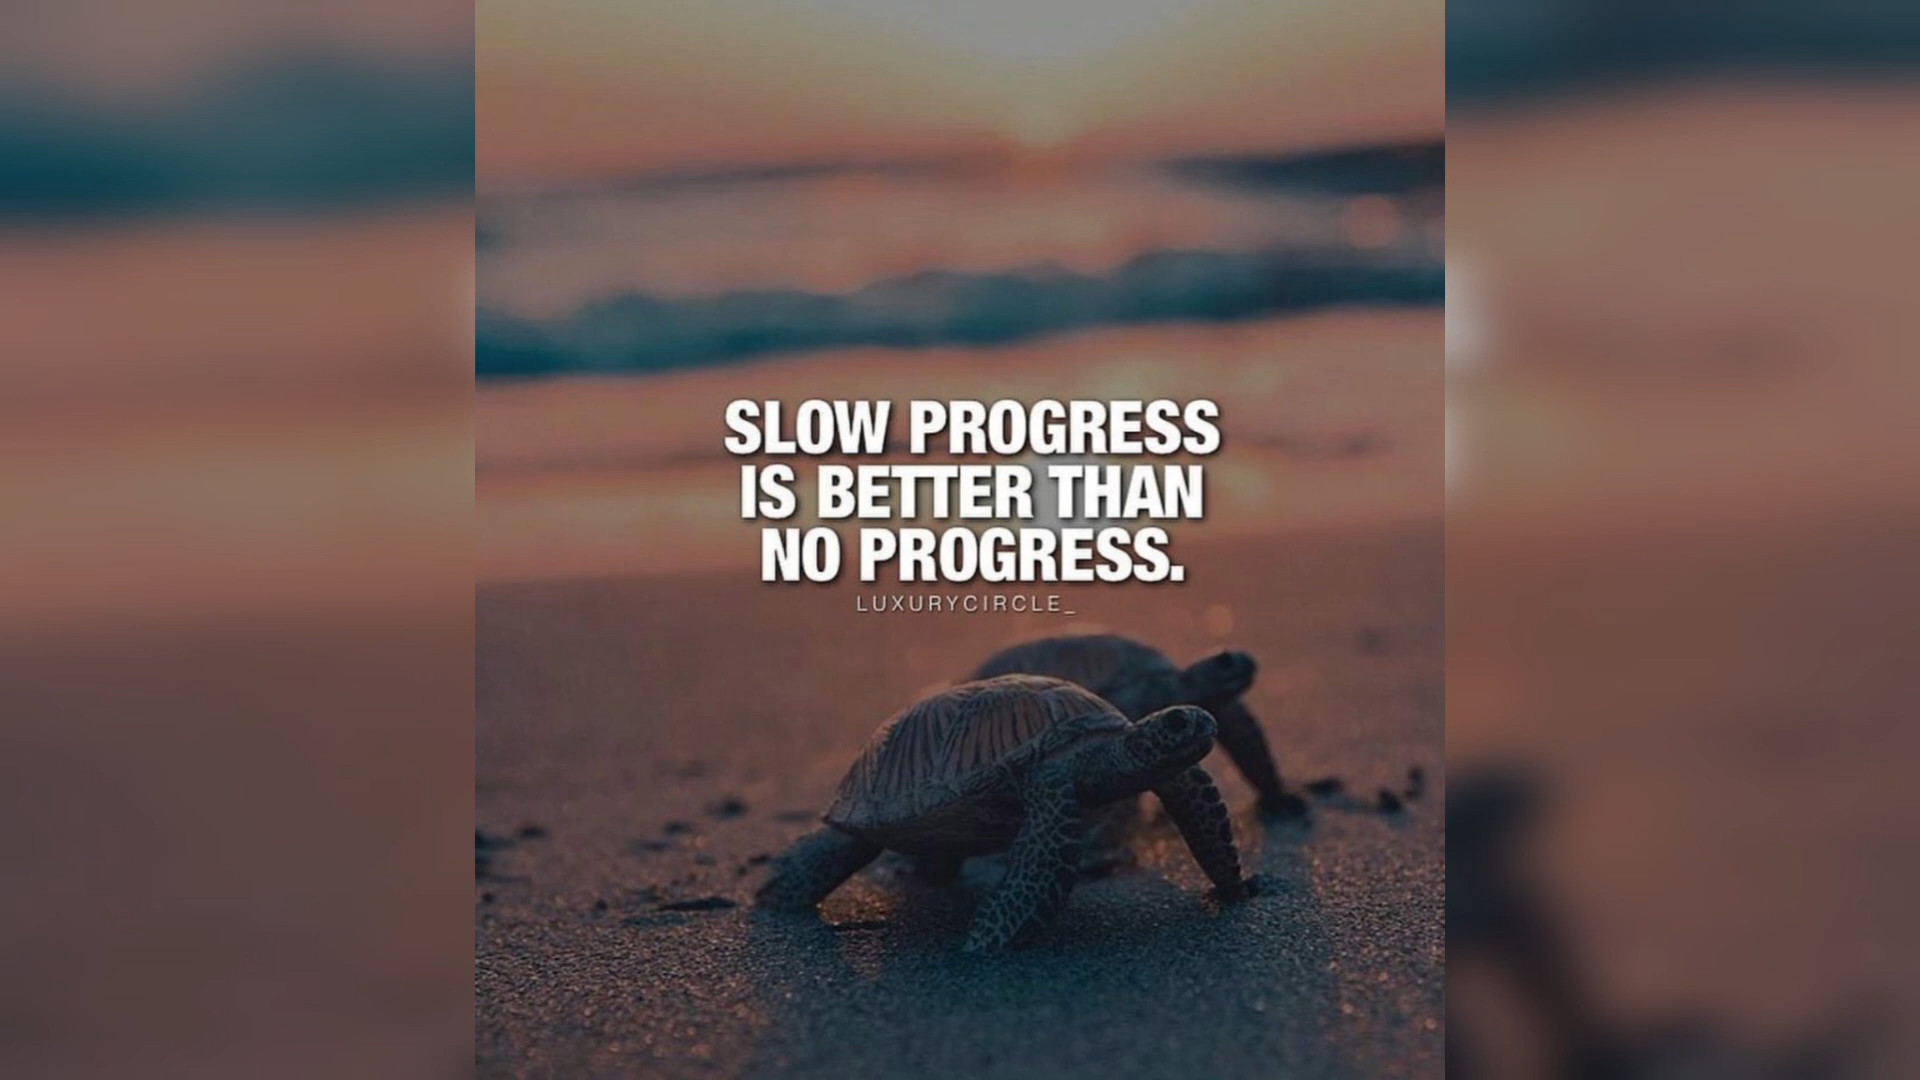 SLOW PROGRESS
IS BETTER THAN
NO PROGRESS.
LUXURYCIRCLE_